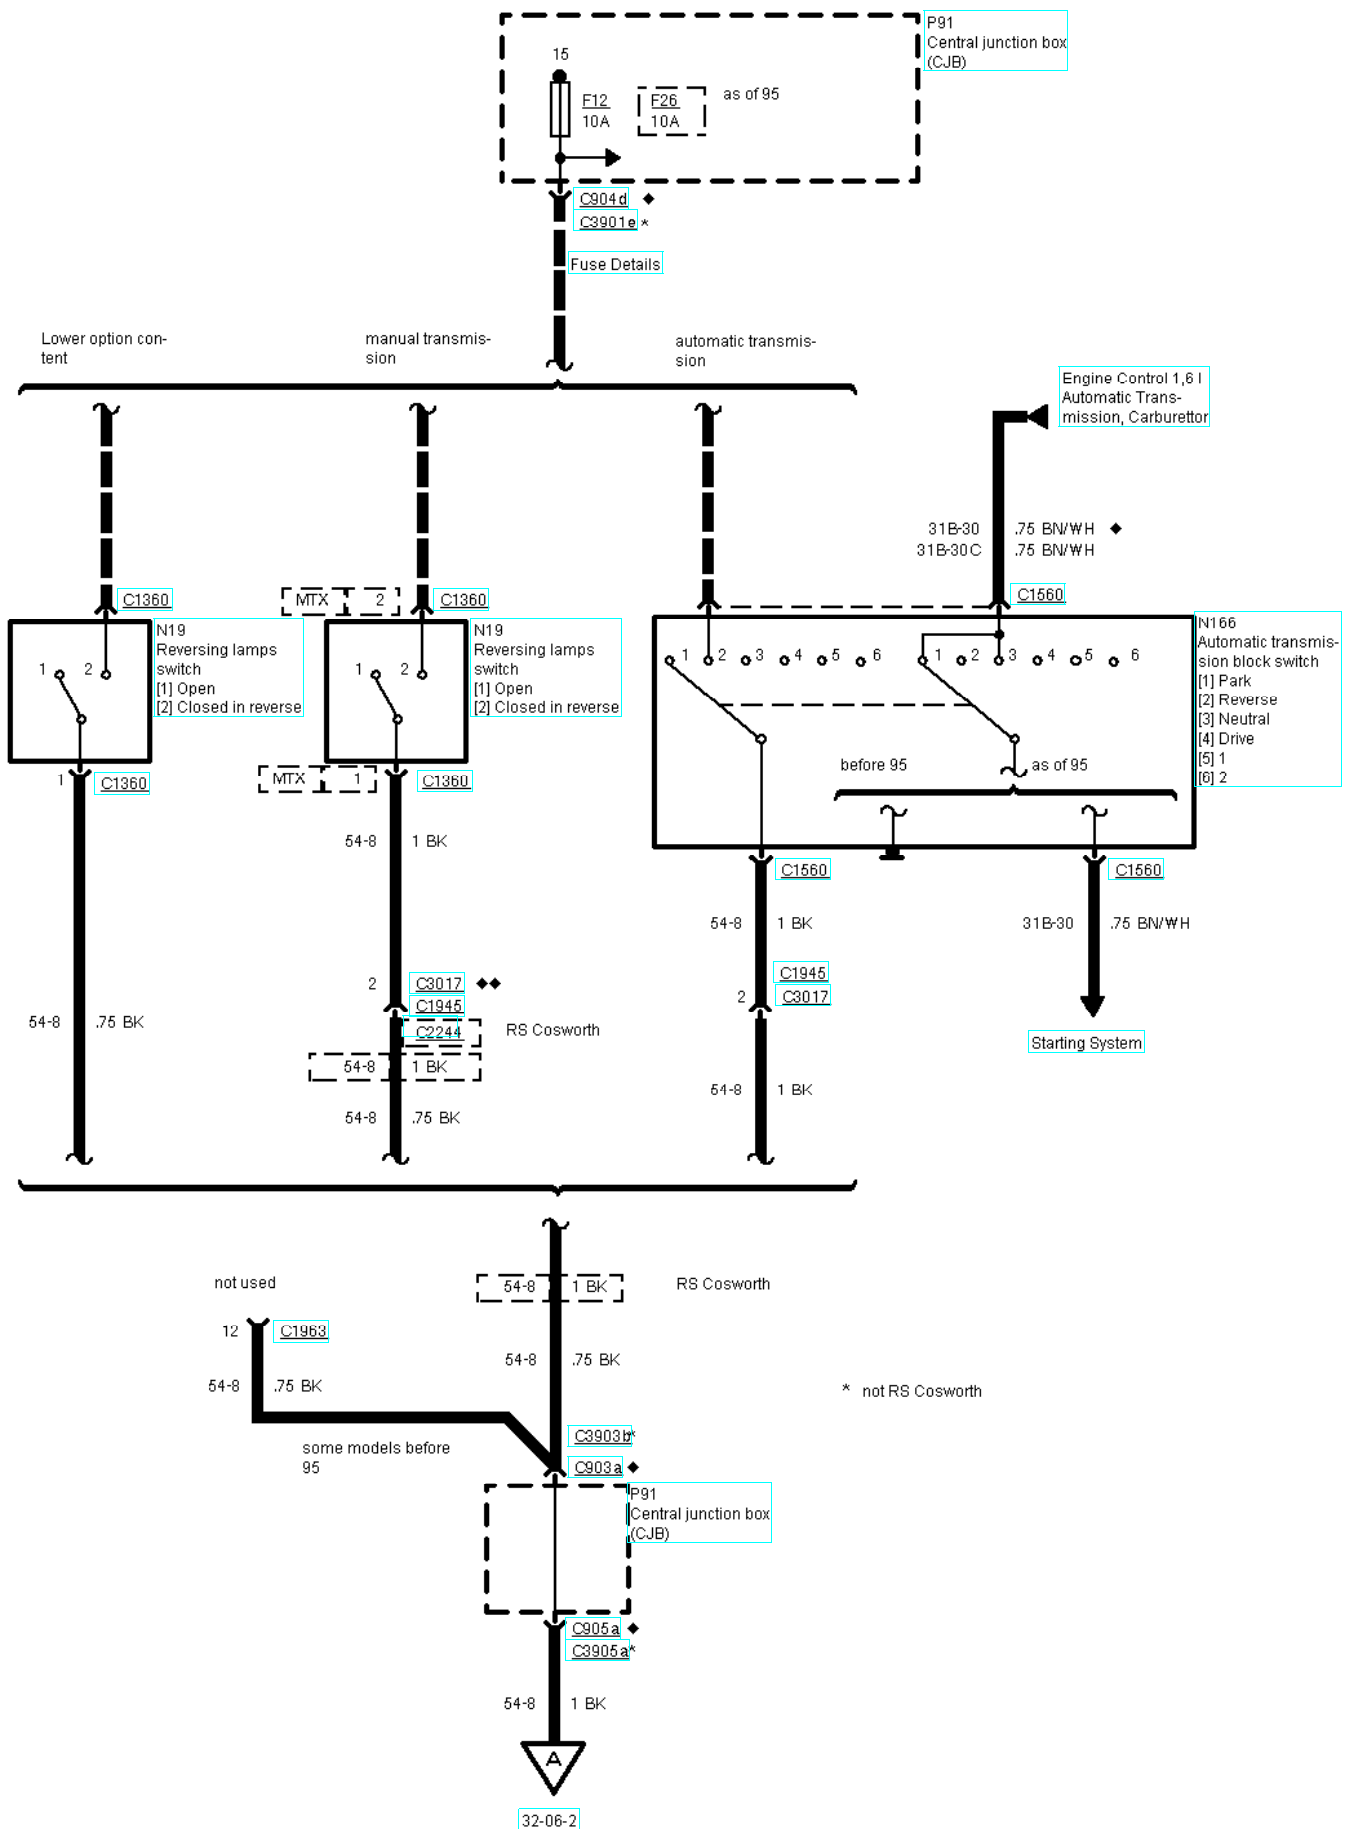 P91
Central junction box
(CJB)
15
F12
10A
F26
10A
as of 95
C904d ◆
C3901e *
Fuse Details
Lower option con-
tent
manual transmis-
sion
automatic transmis-
sion
Engine Control 1,6 l
Automatic Trans-
mission, Carburettor
31B-30 .75 BN/WH ◆
31B-30C .75 BN/WH
C1360
MTX 2 C1360
C1560
N19
Reversing lamps
switch
[1] Open
[2] Closed in reverse
1 2
N19
Reversing lamps
switch
[1] Open
[2] Closed in reverse
1 2
N166
Automatic transmis-
sion block switch
[1] Park
[2] Reverse
[3] Neutral
[4] Drive
[5] 1
[6] 2
1 2 3 4 5 6
1 2 3 4 5 6
before 95
as of 95
1 C1360
MTX 1 C1360
54-8 1 BK
C1560
C1560
54-8 1 BK
31B-30 .75 BN/WH
2 C3017 ◆◆
C1945
C2244
RS Cosworth
C1945
2 C3017
54-8 .75 BK
54-8 1 BK
54-8 .75 BK
54-8 1 BK
Starting System
54-8 1 BK
RS Cosworth
not used
12 C1963
54-8 .75 BK
54-8 .75 BK
* not RS Cosworth
some models before
95
C3903b*
C903a ◆
P91
Central junction box
(CJB)
C905a ◆
C3905a*
54-8 1 BK
A
32-06-2